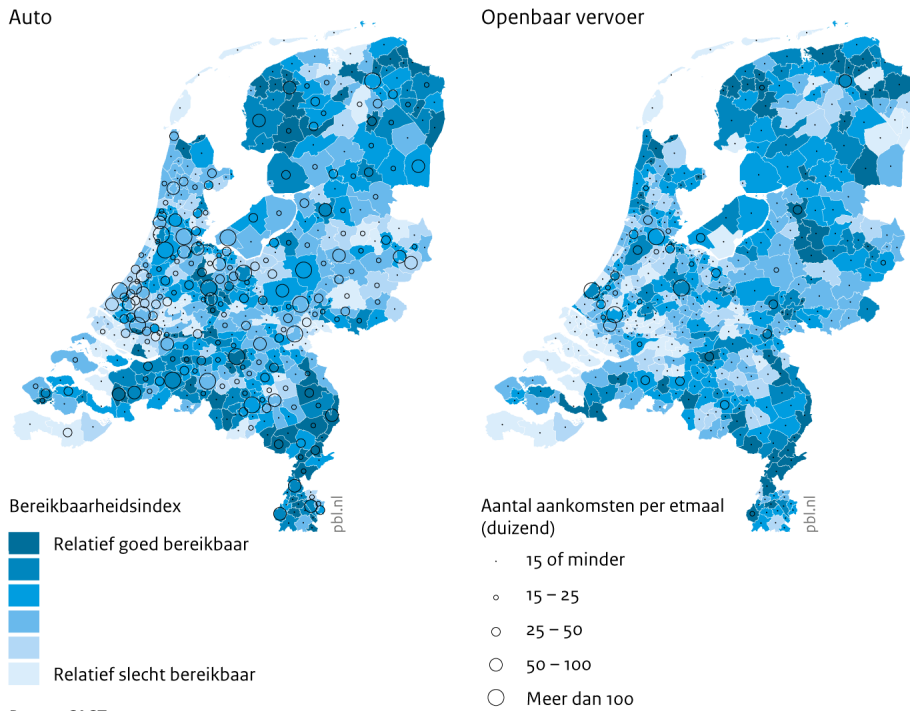 Auto
Openbaar vervoer
pbl.nl
pbl.nl
Bereikbaarheidsindex
Relatief goed bereikbaar
Relatief slecht bereikbaar
Aantal aankomsten per etmaal
(duizend)
15 of minder
15 – 25
25 – 50
50 – 100
Meer dan 100